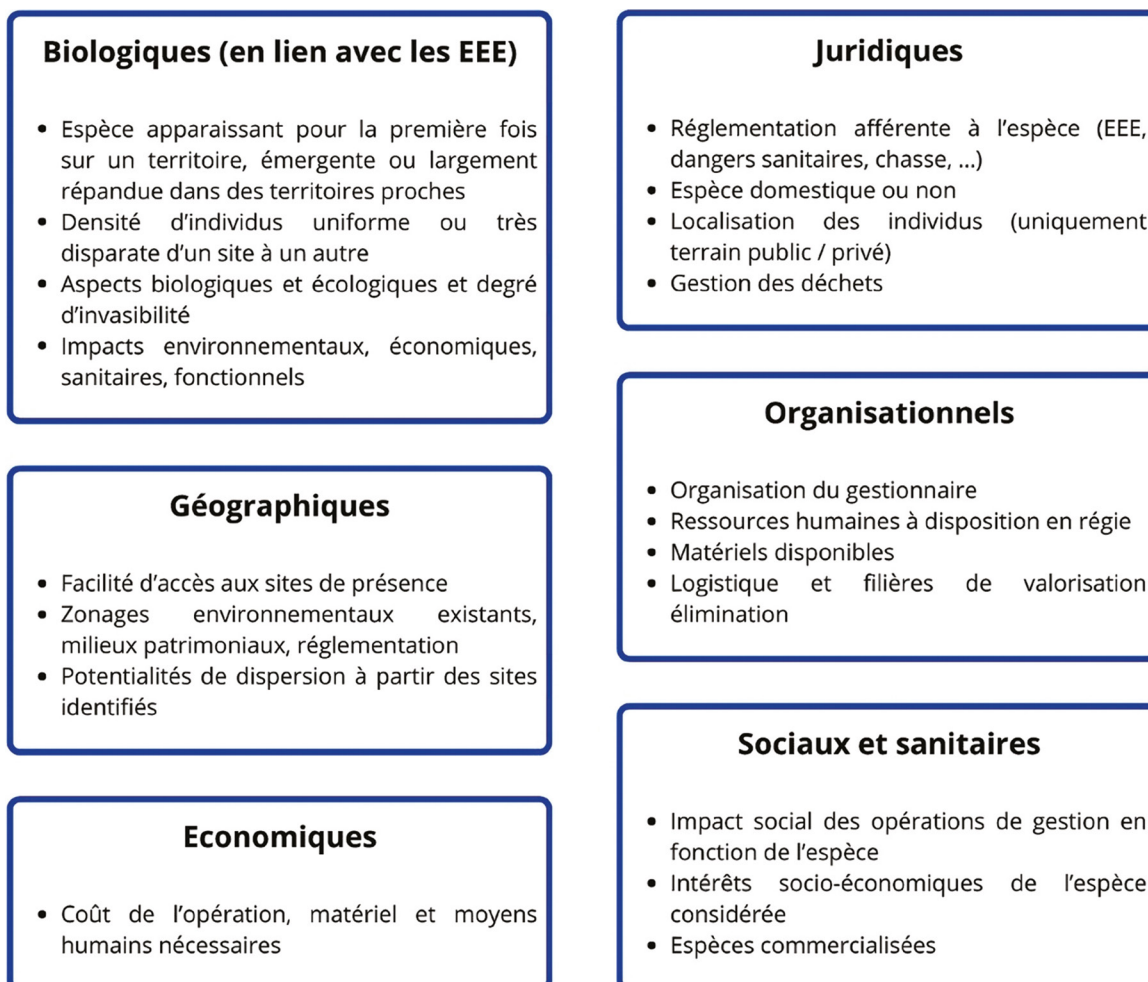 Biologiques (en lien avec les EEE)
• Espèce apparaissant pour la première fois
sur un territoire, émergente ou largement
répandue dans des territoires proches
• Densité d'individus uniforme ou très
disparate d'un site à un autre
• Aspects biologiques et écologiques et degré
d'invasibilité
• Impacts environnementaux, économiques,
sanitaires, fonctionnels
Géographiques
• Facilité d'accès aux sites de présence
• Zonages environnementaux existants,
milieux patrimoniaux, réglementation
• Potentialités de dispersion à partir des sites
identifiés
Economiques
• Coût de l'opération, matériel et moyens
humains nécessaires
Juridiques
• Réglementation afférente à l'espèce (EEE,
dangers sanitaires, chasse, ...)
• Espèce domestique ou non
• Localisation des individus (uniquement
terrain public / privé)
• Gestion des déchets
Organisationnels
• Organisation du gestionnaire
• Ressources humaines à disposition en régie
• Matériels disponibles
• Logistique et filières de valorisation
élimination
Sociaux et sanitaires
• Impact social des opérations de gestion en
fonction de l'espèce
• Intérêts socio-économiques de l'espèce
considérée
• Espèces commercialisées